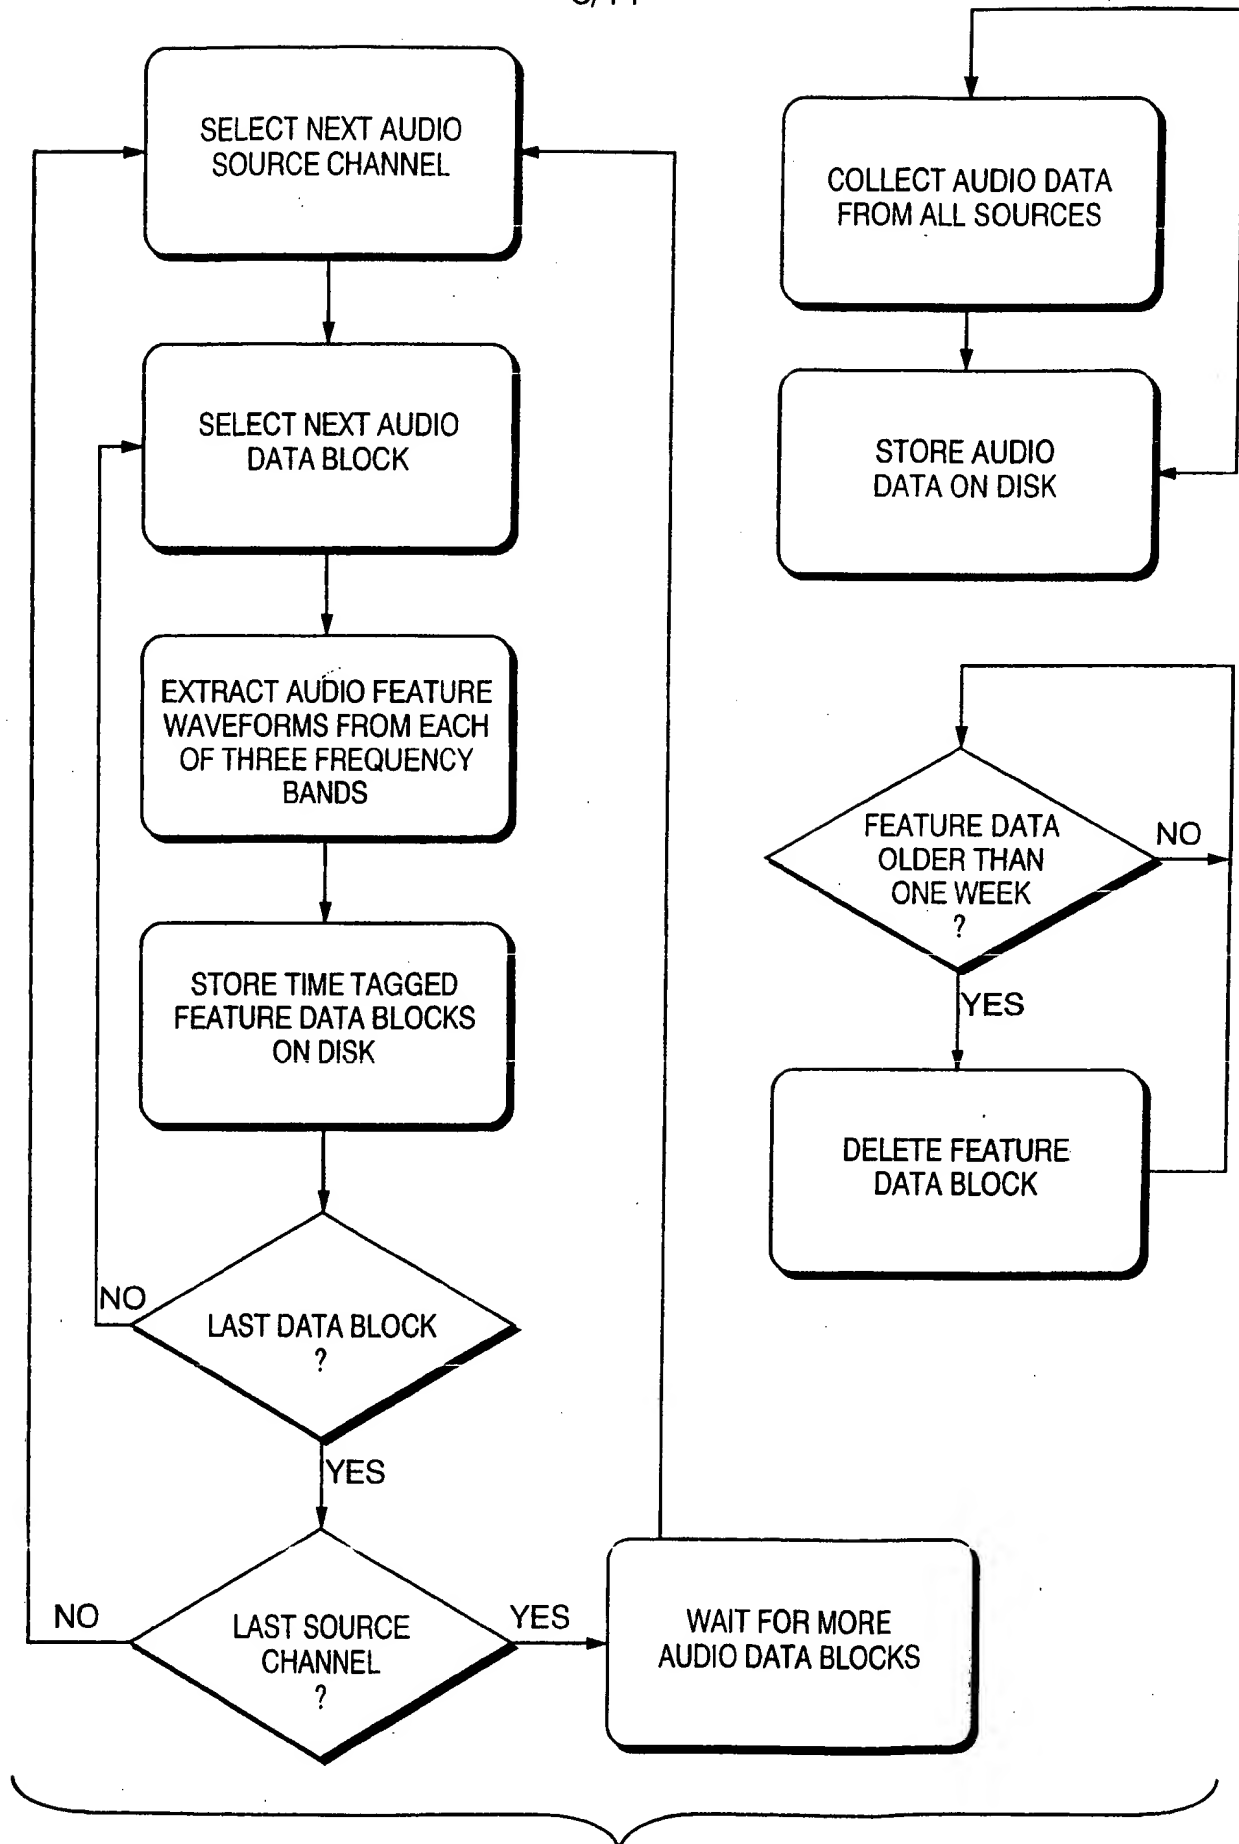 SELECT NEXT AUDIO
SOURCE CHANNEL
SELECT NEXT AUDIO
DATA BLOCK
EXTRACT AUDIO FEATURE
WAVEFORMS FROM EACH
OF THREE FREQUENCY
BANDS
STORE TIME TAGGED
FEATURE DATA BLOCKS
ON DISK
NO
LAST DATA BLOCK
?
YES
NO
LAST SOURCE
CHANNEL
?
YES
WAIT FOR MORE
AUDIO DATA BLOCKS
COLLECT AUDIO DATA
FROM ALL SOURCES
STORE AUDIO
DATA ON DISK
FEATURE DATA
OLDER THAN
ONE WEEK
?
NO
YES
DELETE FEATURE
DATA BLOCK